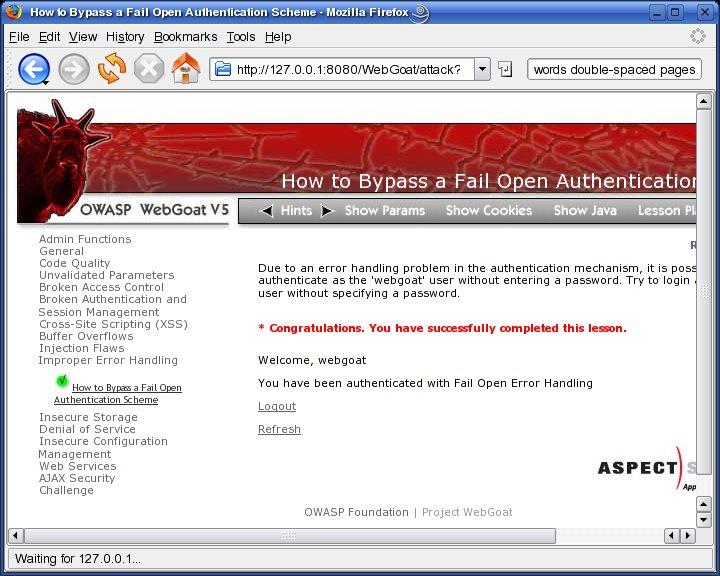 How to Bypass a Fail Open Authentication Scheme - Mozilla Firefox
File Edit View History Bookmarks Tools Help
http://127.0.0.1:8080/WebGoat/attack?
words double-spaced pages
How to Bypass a Fail Open Authentication
OWASP WebGoat V5
Hints Show Params Show Cookies Show Java Lesson Pl
Admin Functions
General
Code Quality
Unvalidated Parameters
Broken Access Control
Broken Authentication and
Session Management
Cross-Site Scripting (XSS)
Buffer Overflows
Injection Flaws
Improper Error Handling
How to Bypass a Fail Open
Authentication Scheme
Insecure Storage
Denial of Service
Insecure Configuration
Management
Web Services
AJAX Security
Challenge
R
Due to an error handling problem in the authentication mechanism, it is poss
authenticate as the 'webgoat' user without entering a password. Try to login
user without specifying a password.
* Congratulations. You have successfully completed this lesson.
Welcome, webgoat
You have been authenticated with Fail Open Error Handling
Logout
Refresh
ASPECT S
App
OWASP Foundation | Project WebGoat
Waiting for 127.0.0.1...